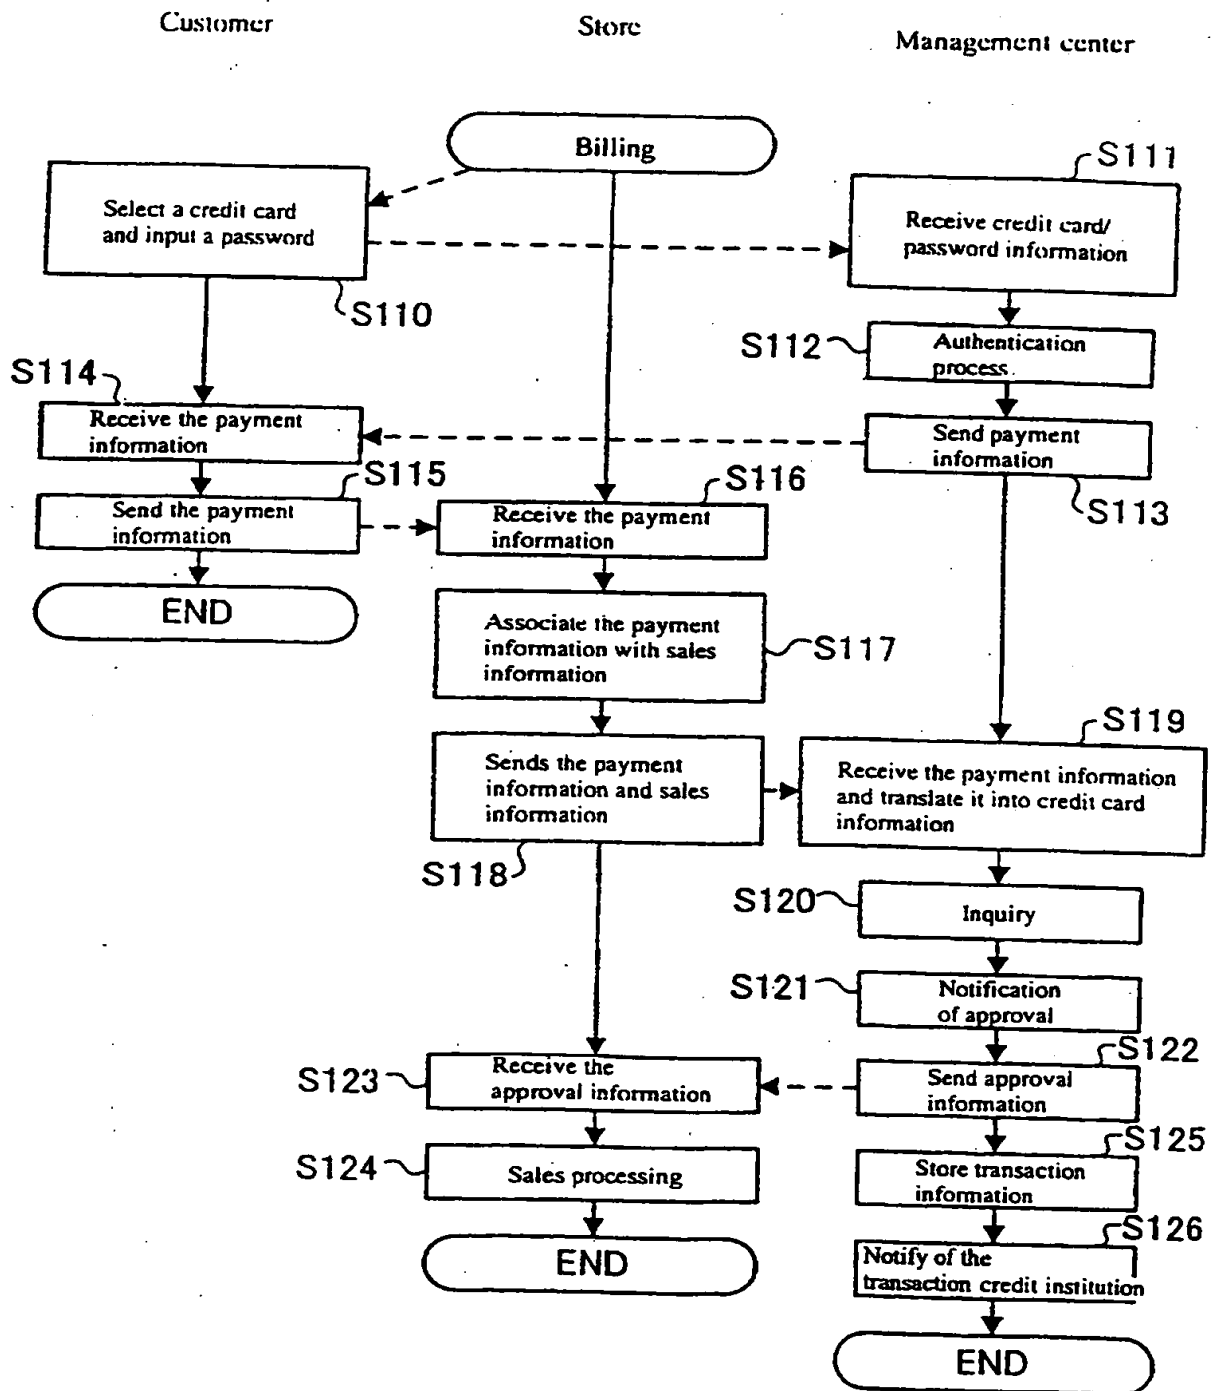 Customer
Store
Management center
Billing
S111
Select a credit card
and input a password
Receive credit card/
password information
S110
S112
Authentication
process
S114
Receive the payment
information
Send payment
information
S115
S116
S113
Send the payment
information
Receive the payment
information
END
Associate the payment
information with sales
information
S117
S119
Sends the payment
information and sales
information
Receive the payment information
and translate it into credit card
information
S118
S120
Inquiry
S121
Notification
of approval
S122
S123
Receive the
approval information
Send approval
information
S125
S124
Sales processing
Store transaction
information
S126
END
Notify of the
transaction credit institution
END